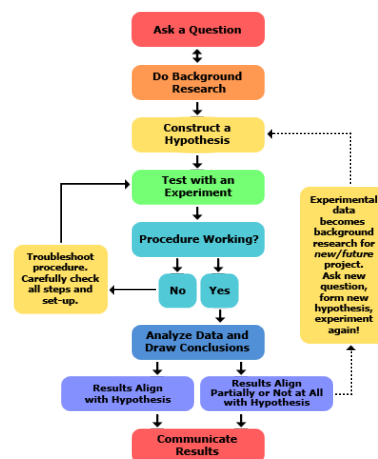 Ask a Question
Do Background
Research
Construct a
Hypothesis
Test with an
Experiment
Procedure Working?
No
Yes
Troubleshoot
procedure.
Carefully check
all steps and
set-up.
Experimental
data
becomes
background
research for
new/future
project.
Ask new
question,
form new
hypothesis,
experiment
again!
Analyze Data and
Draw Conclusions
Results Align
with Hypothesis
Results Align
Partially or Not at All
with Hypothesis
Communicate
Results